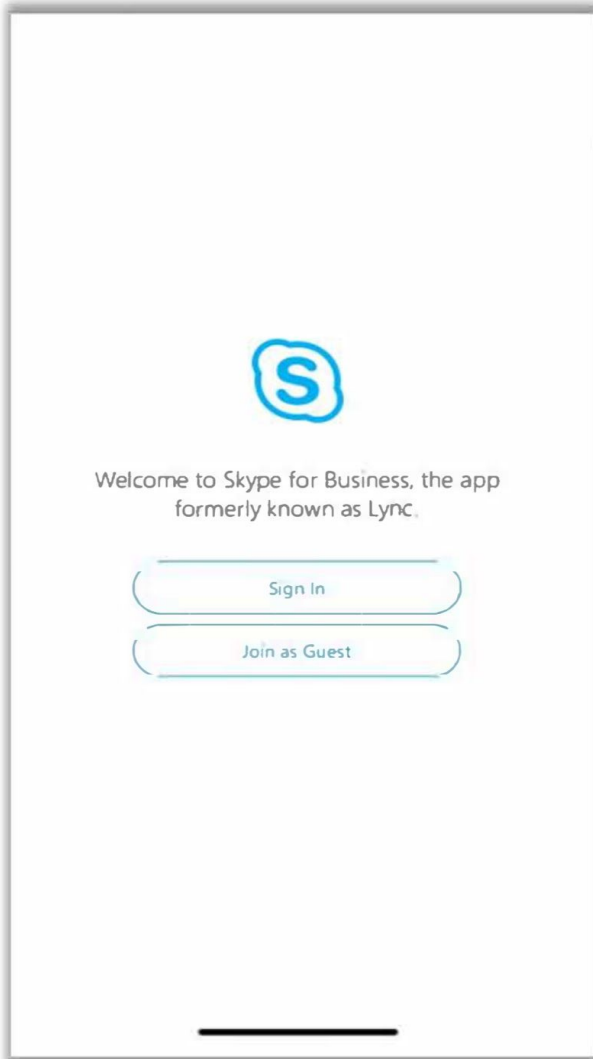 S
Welcome to Skype for Business, the app
formerly known as Lync.
Sign In
Join as Guest